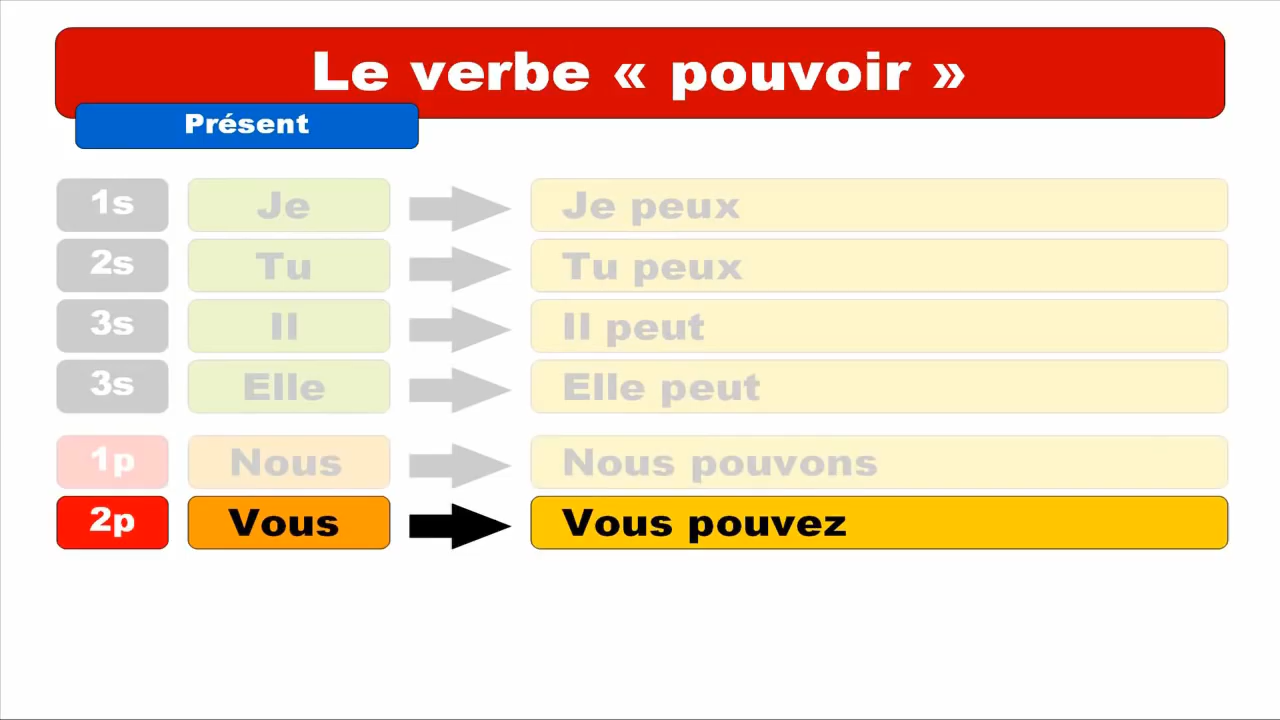 Le verbe « pouvoir »
Présent
1s Je Je peux
2s Tu Tu peux
3s Il Il peut
3s Elle Elle peut
1p Nous Nous pouvons
2p Vous Vous pouvez